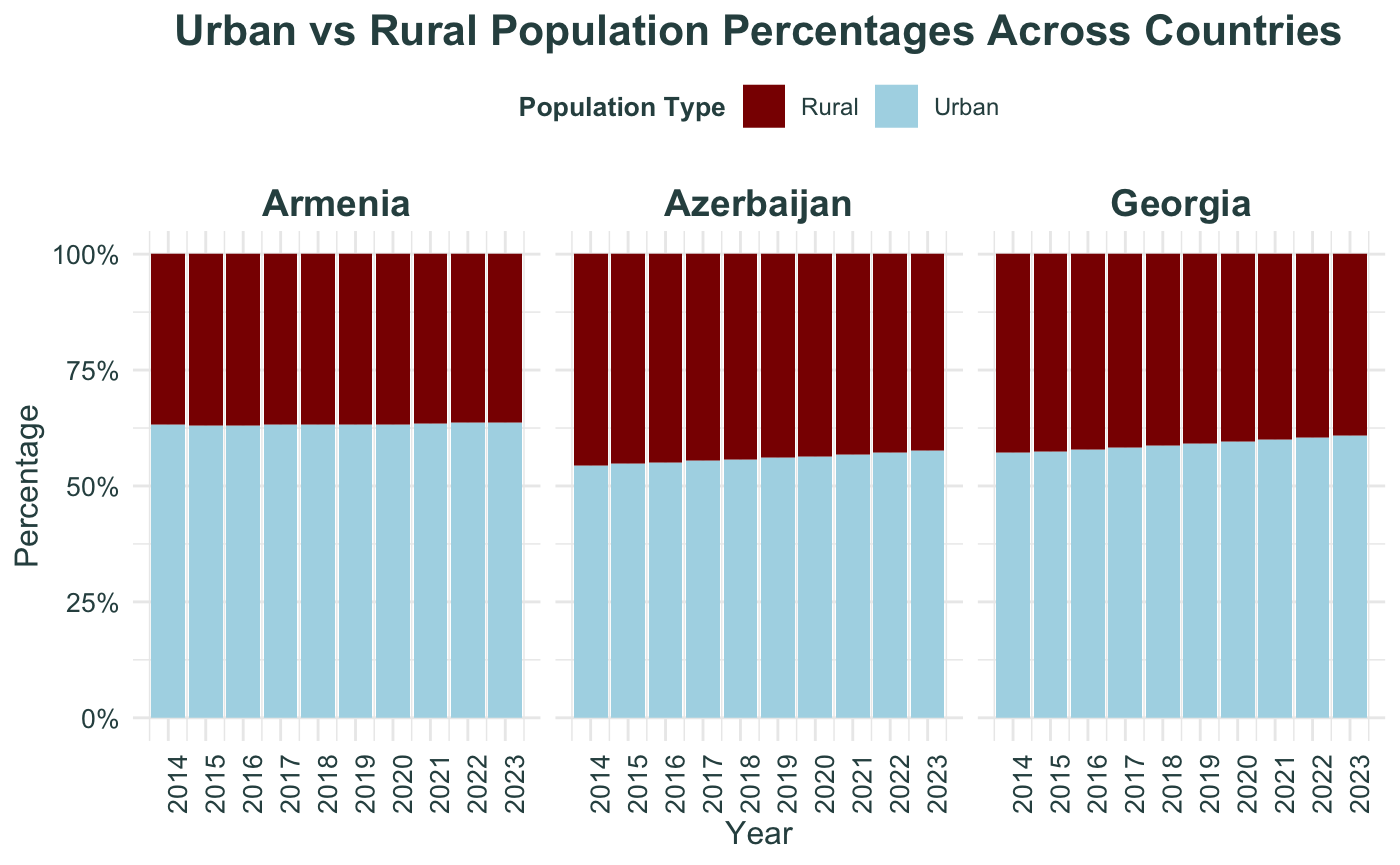 Urban vs Rural Population Percentages Across Countries
Population Type Rural Urban
Armenia Azerbaijan Georgia
100%
75%
50%
25%
0%
Percentage
2014 2015 2016 2017 2018 2019 2020 2021 2022 2023 2014 2015 2016 2017 2018 2019 2020 2021 2022 2023 2014 2015 2016 2017 2018 2019 2020 2021 2022 2023
Year